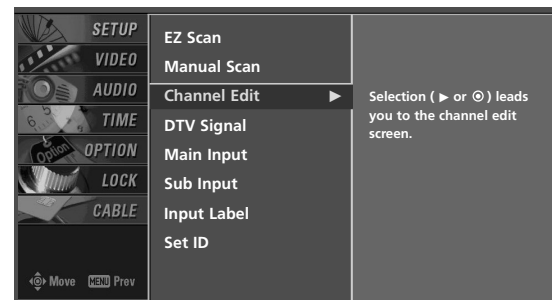 SETUP
VIDEO
AUDIO
TIME
OPTION
LOCK
CABLE
Move MENU Prev
EZ Scan
Manual Scan
Channel Edit ▶
DTV Signal
Main Input
Sub Input
Input Label
Set ID
Selection ( ▶ or ◉ ) leads
you to the channel edit
screen.